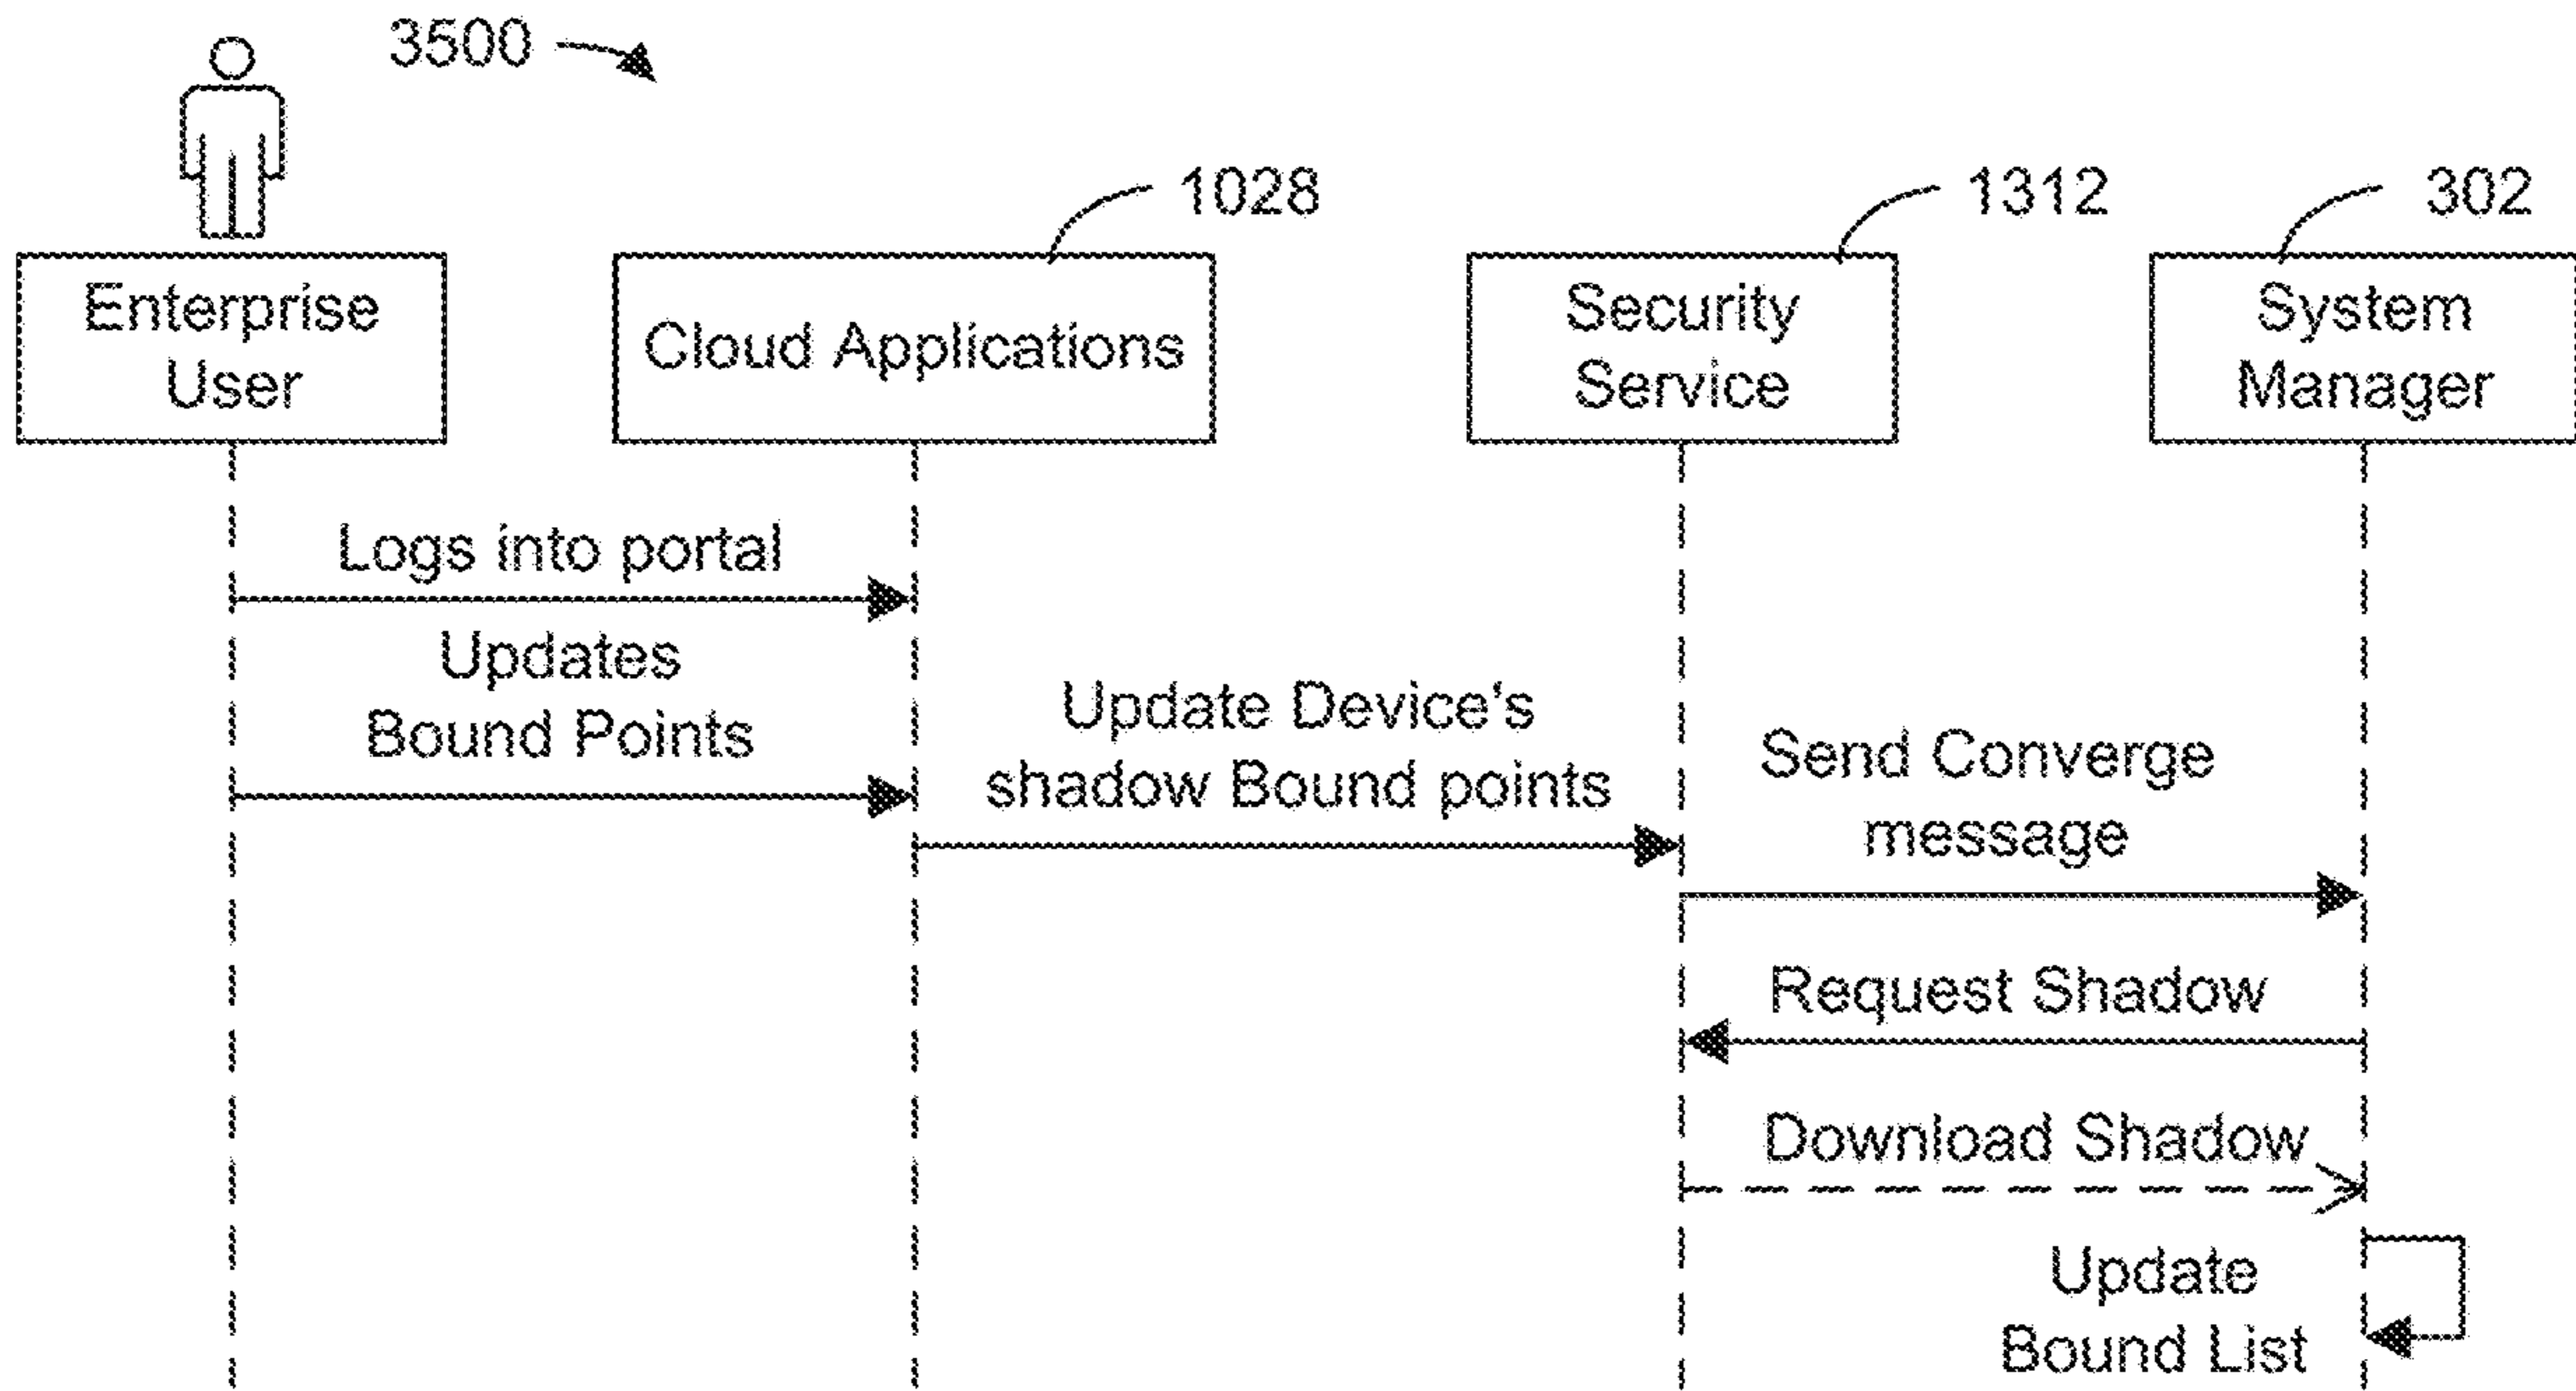 3500
1028
1312
302
Enterprise
User
Cloud Applications
Security
Service
System
Manager
Logs into portal
Updates
Bound Points
Update Device's
shadow Bound points
Send Converge
message
Request Shadow
Download Shadow
Update
Bound List